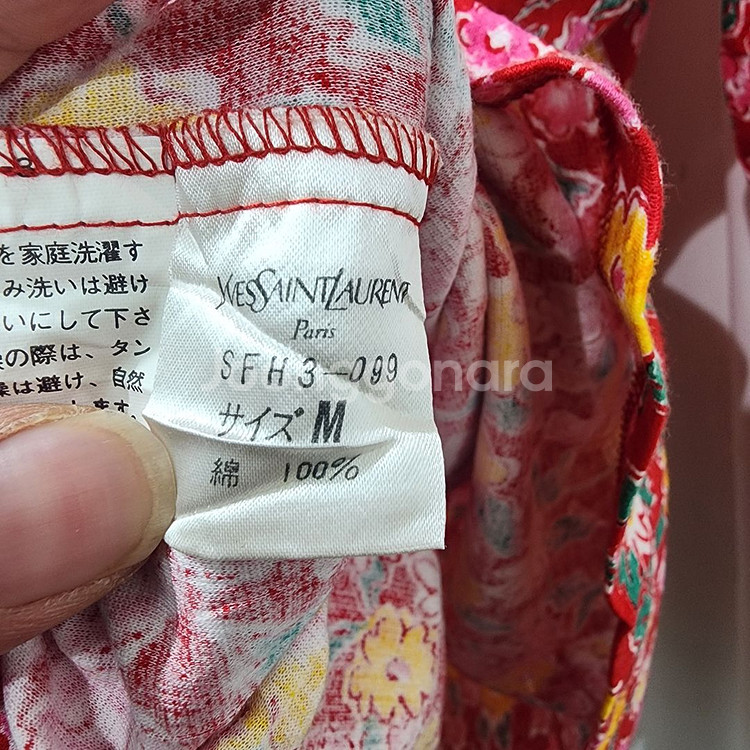 を家庭洗濯す
み洗いは避け
いにして下さ
の際は、タン
は避け、自然
ます。
YVES SAINT LAURENT
Paris
SFH3-099
サイズ M
綿 100%